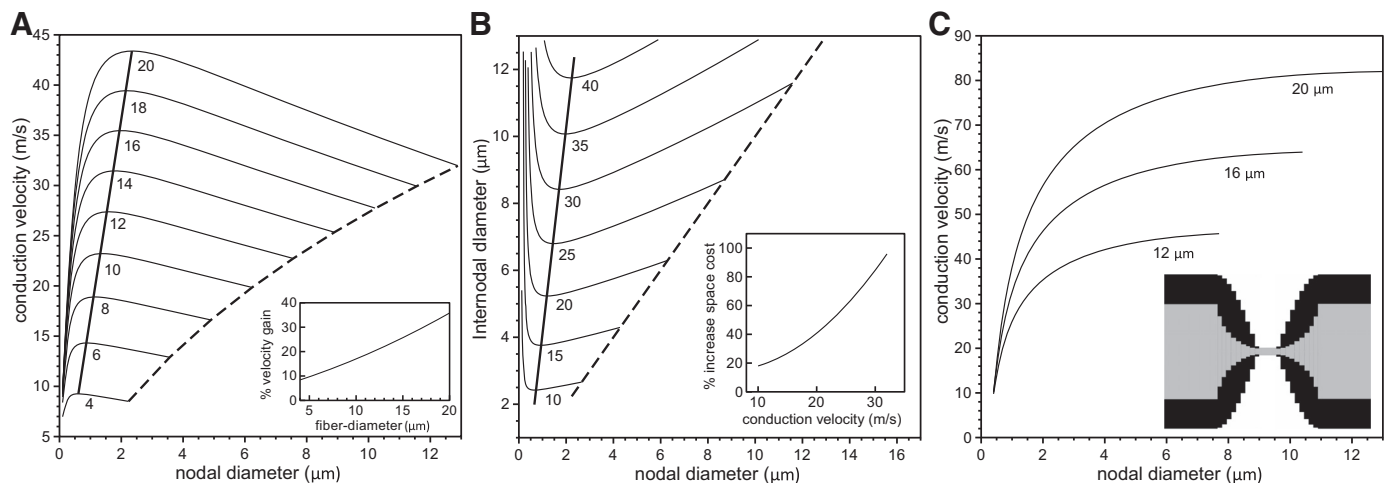 A
conduction velocity (m/s)
45
40
35
30
25
20
15
10
5
20
18
16
14
12
10
8
6
4
0 2 4 6 8 10 12
nodal diameter (µm)
% velocity gain
40
30
20
10
0
5 10 15 20
fiber-diameter (µm)
B
Internodal diameter (µm)
12
10
8
6
4
2
40
35
30
25
20
15
10
0 2 4 6 8 10 12 14 16
nodal diameter (µm)
% increase space cost
100
80
60
40
20
0
10 20 30
conduction velocity (m/s)
C
conduction velocity (m/s)
90
80
70
60
50
40
30
20
10
0
20 µm
16 µm
12 µm
0 2 4 6 8 10 12
nodal diameter (µm)